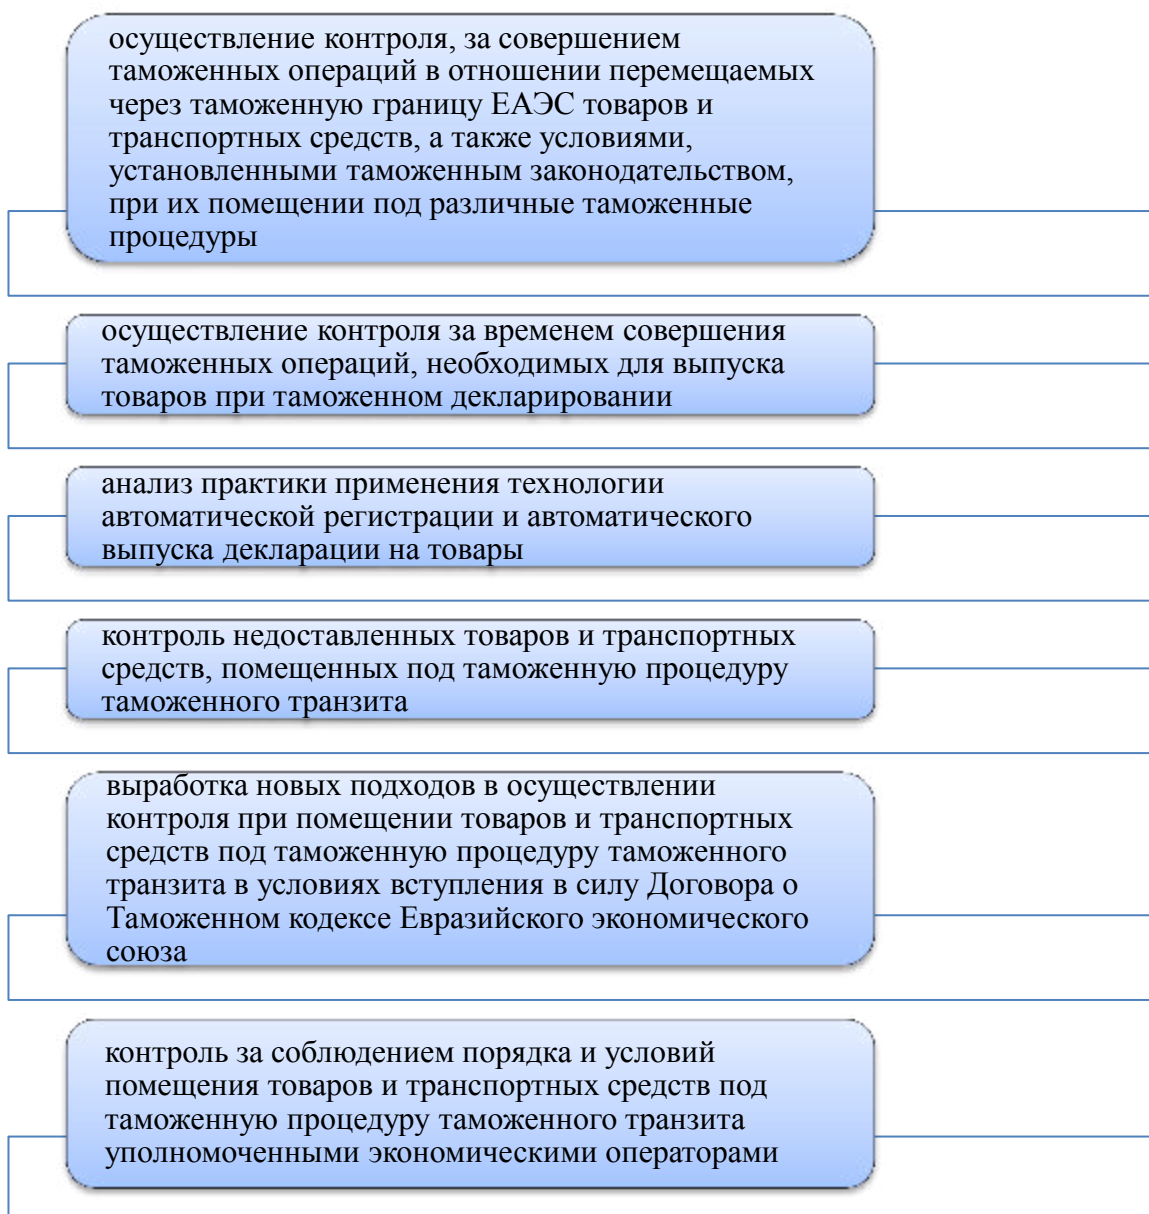 осуществление контроля, за совершением
таможенных операций в отношении перемещаемых
через таможенную границу ЕАЭС товаров и
транспортных средств, а также условиями,
установленными таможенным законодательством,
при их помещении под различные таможенные
процедуры
осуществление контроля за временем совершения
таможенных операций, необходимых для выпуска
товаров при таможенном декларировании
анализ практики применения технологии
автоматической регистрации и автоматического
выпуска декларации на товары
контроль недоставленных товаров и транспортных
средств, помещенных под таможенную процедуру
таможенного транзита
выработка новых подходов в осуществлении
контроля при помещении товаров и транспортных
средств под таможенную процедуру таможенного
транзита в условиях вступления в силу Договора о
Таможенном кодексе Евразийского экономического
союза
контроль за соблюдением порядка и условий
помещения товаров и транспортных средств под
таможенную процедуру таможенного транзита
уполномоченными экономическими операторами